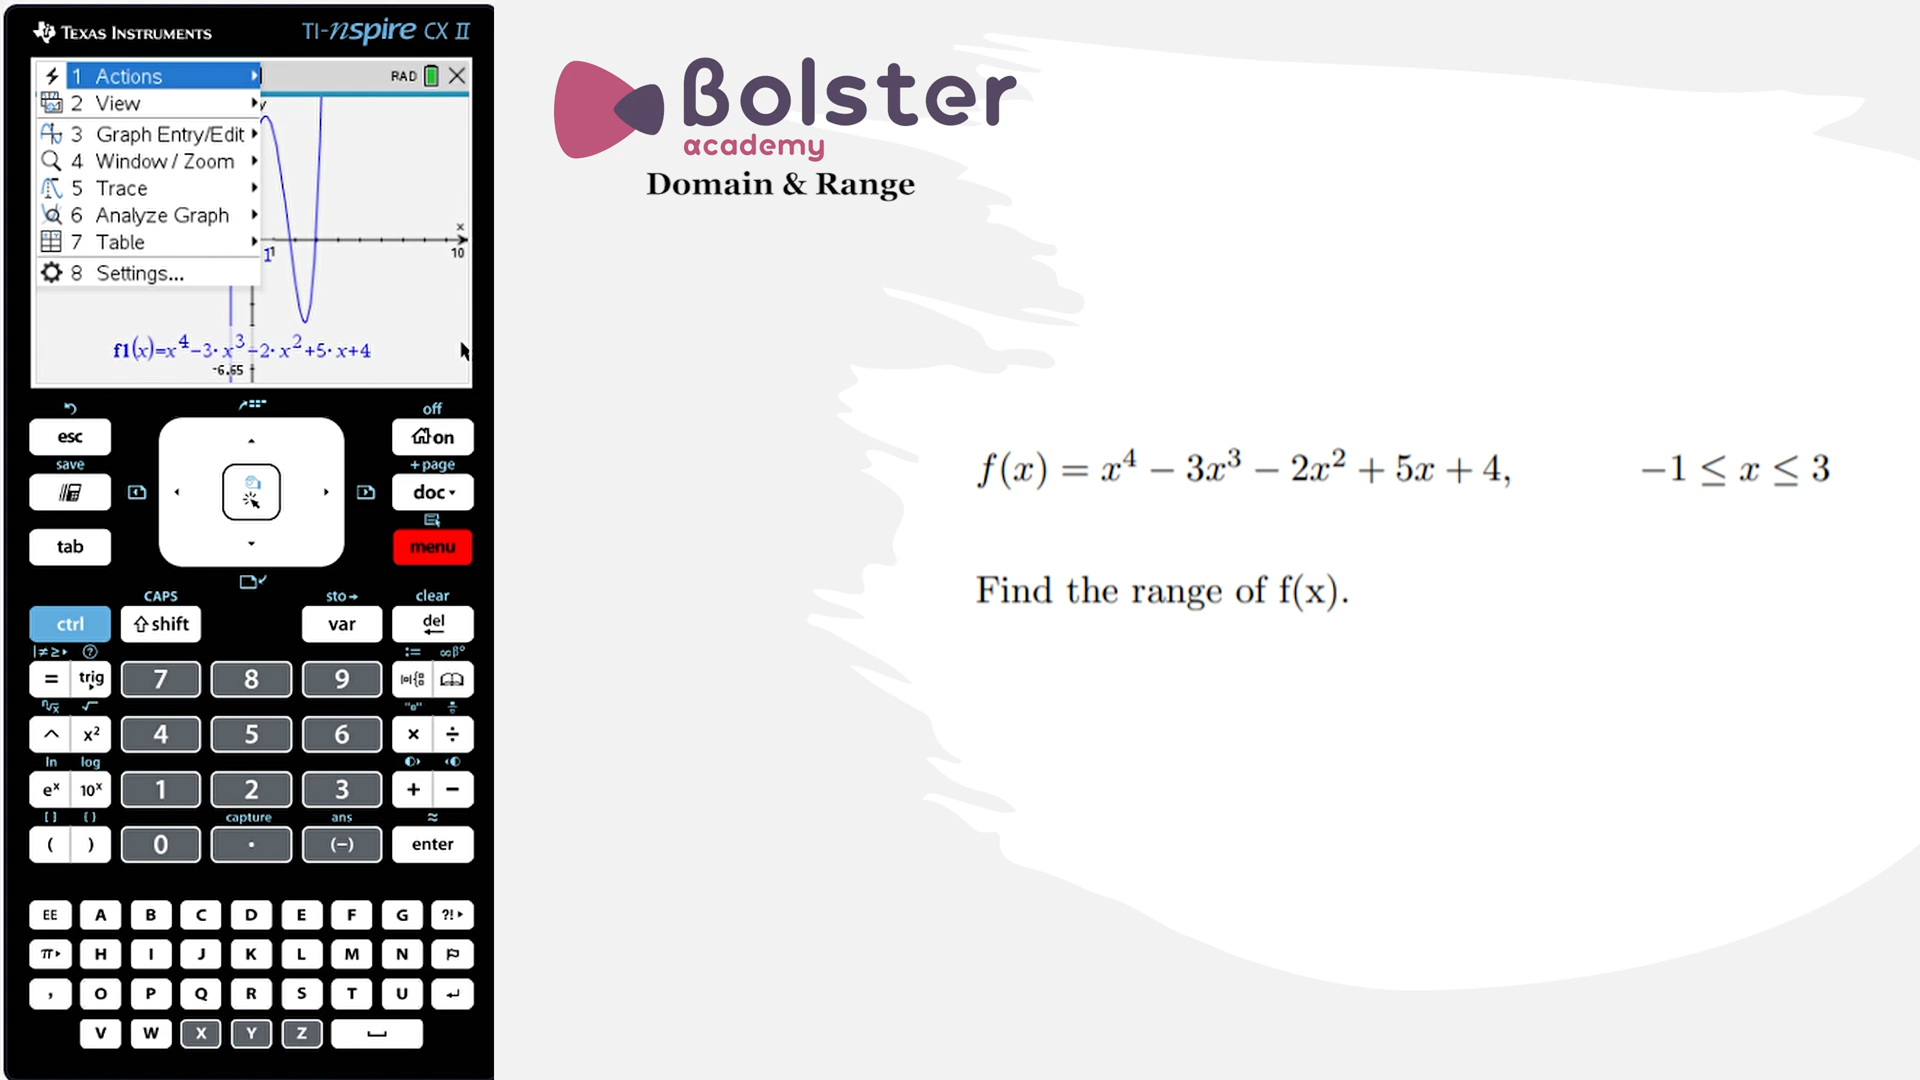 TEXAS INSTRUMENTS
TI-nspire CX II
1 Actions
2 View
3 Graph Entry/Edit
4 Window / Zoom
5 Trace
6 Analyze Graph
7 Table
8 Settings...
RAD
y
x
1
10
f1(x)=x⁴−3·x³−2·x²+5·x+4
-6.65
off
esc
on
save
+ page
doc
tab
menu
CAPS
sto→
clear
ctrl
shift
var
del
|≠≥▸ ? := ∞β°
= trig 7 8 9
ⁿ√x √ "∘" 
^ x² 4 5 6 × ÷
ln log
eˣ 10ˣ 1 2 3 + −
[ ] { } capture ans ≈
( ) 0 . (−) enter
EE A B C D E F G ?!▸
π▸ H I J K L M N
, O P Q R S T U ↵
V W X Y Z
βolster
academy
Domain & Range
f(x) = x⁴ − 3x³ − 2x² + 5x + 4, −1 ≤ x ≤ 3
Find the range of f(x).